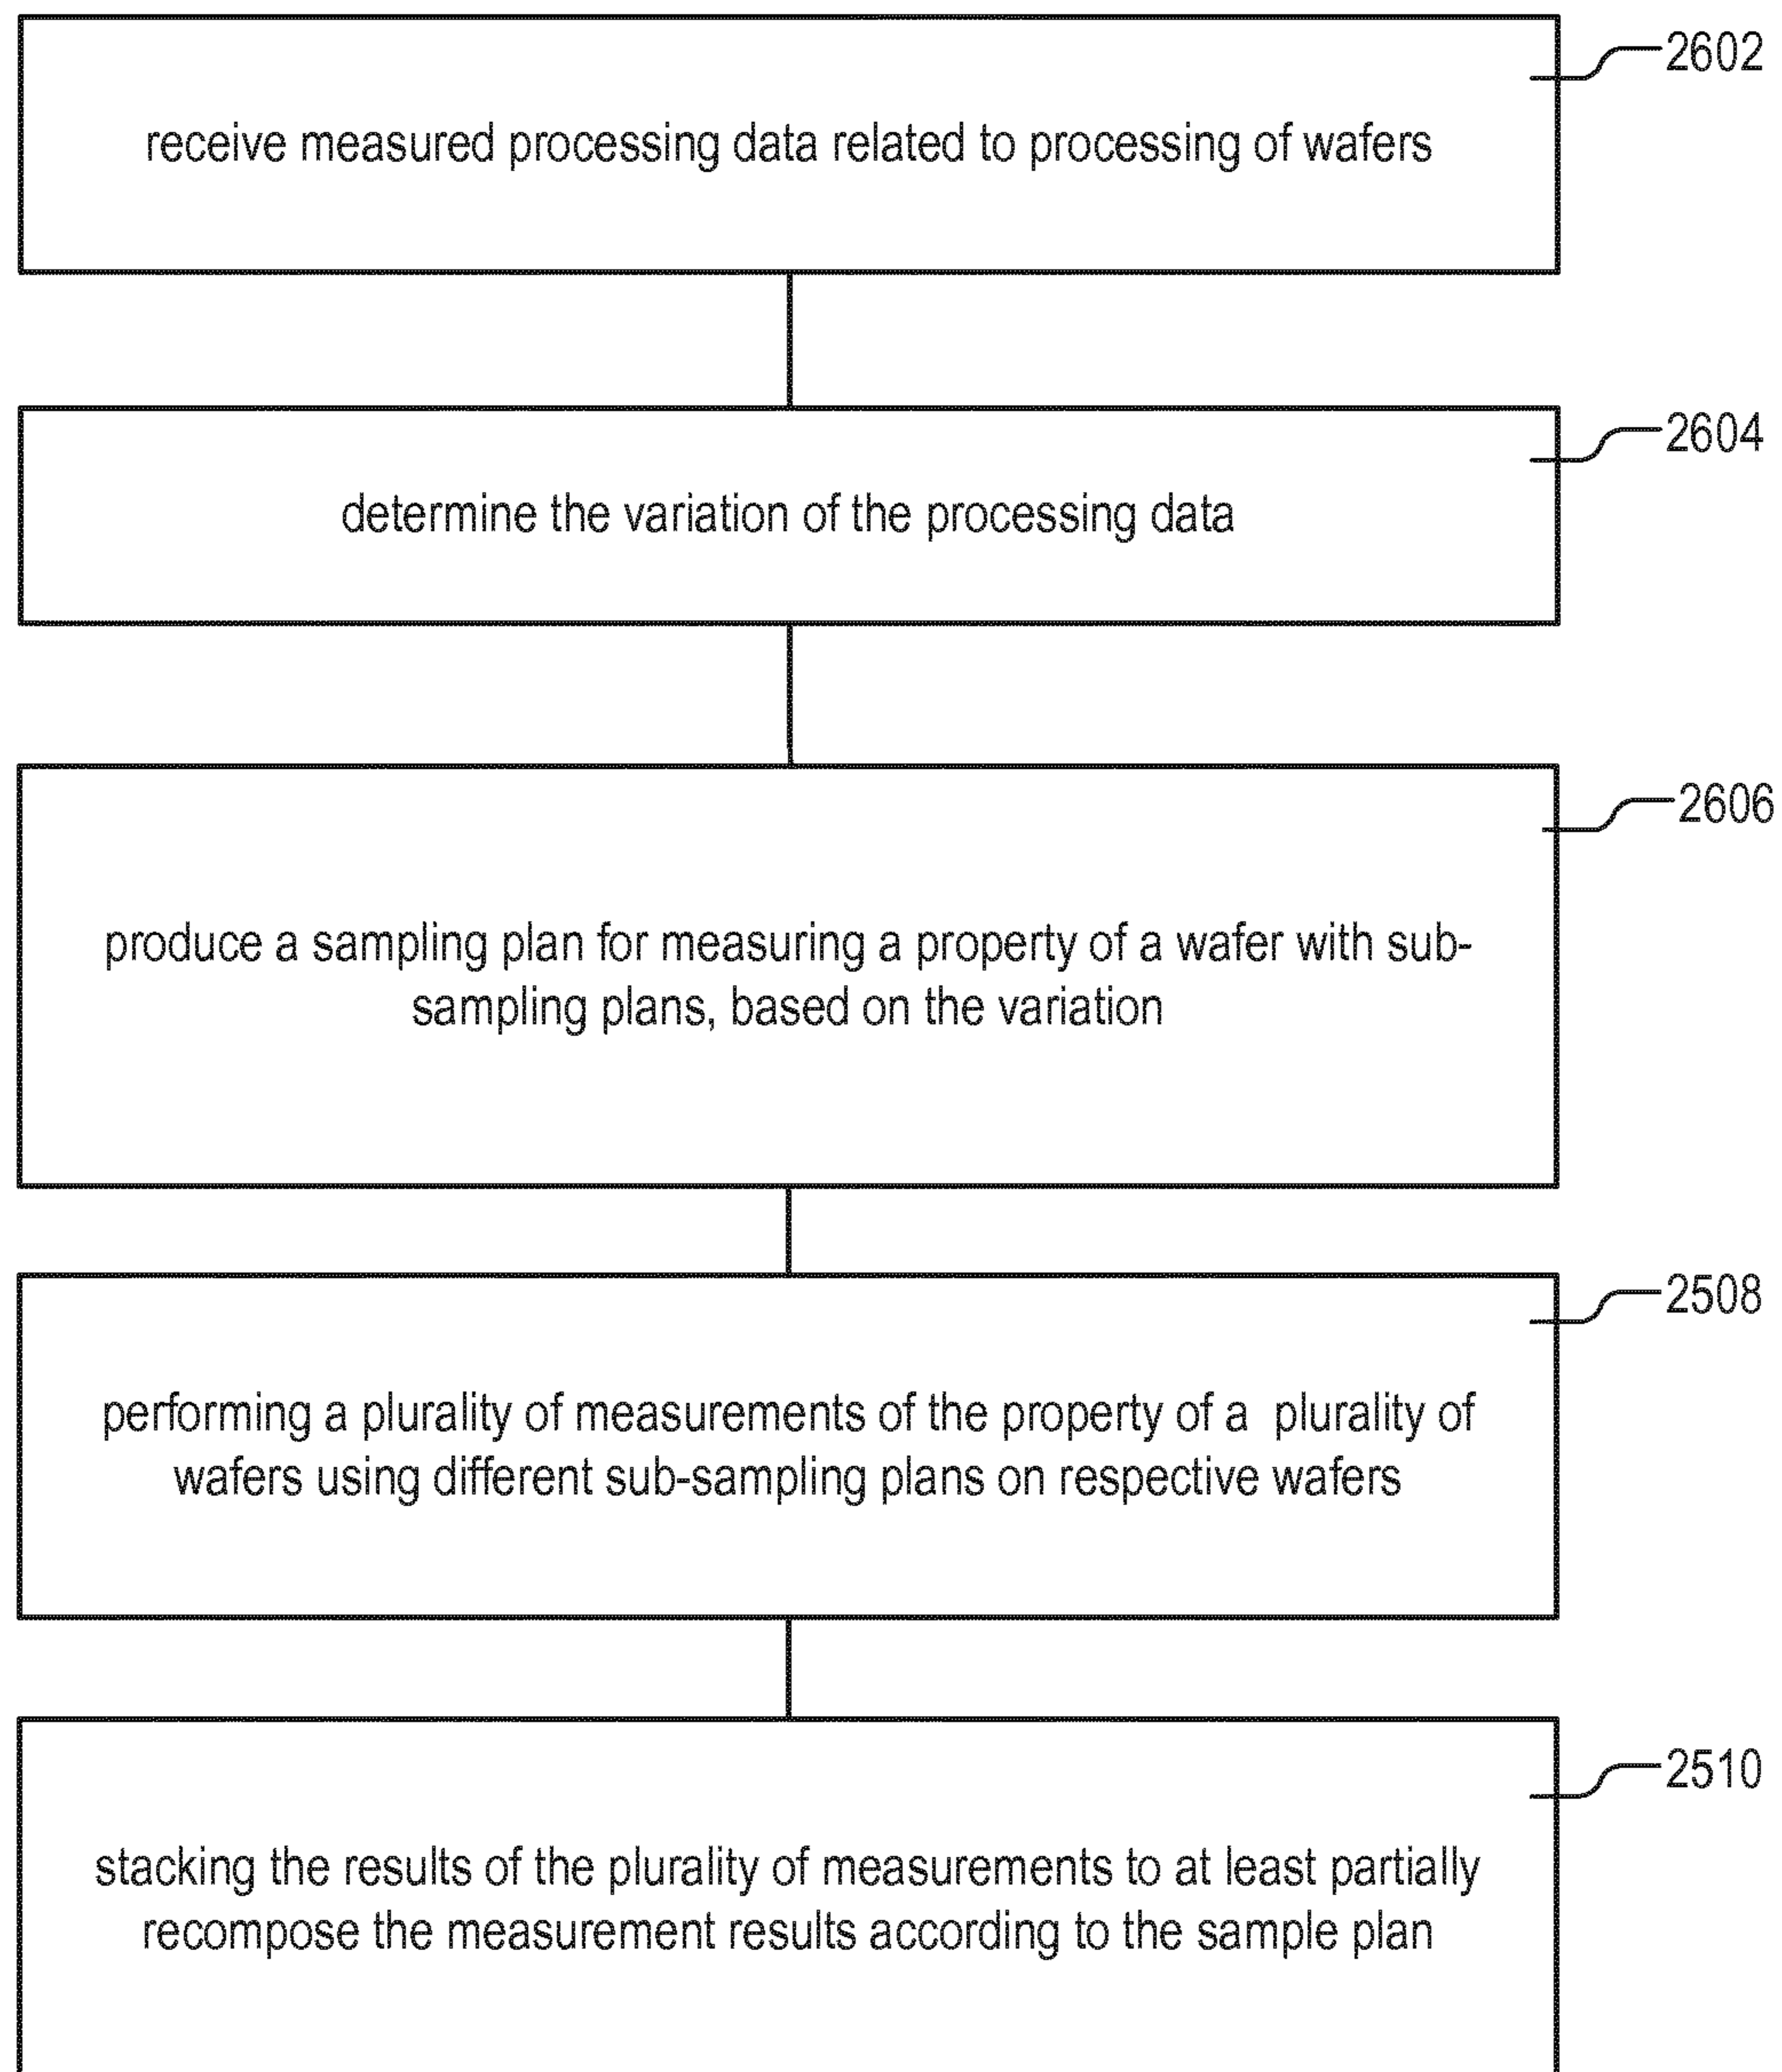 2602
receive measured processing data related to processing of wafers
2604
determine the variation of the processing data
2606
produce a sampling plan for measuring a property of a wafer with sub-
sampling plans, based on the variation
2508
performing a plurality of measurements of the property of a plurality of
wafers using different sub-sampling plans on respective wafers
2510
stacking the results of the plurality of measurements to at least partially
recompose the measurement results according to the sample plan